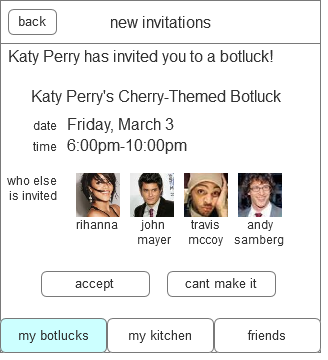 back
new invitations
Katy Perry has invited you to a botluck!
Katy Perry's Cherry-Themed Botluck
date Friday, March 3
time 6:00pm-10:00pm
who else
is invited
rihanna
john
mayer
travis
mccoy
andy
samberg
accept
cant make it
my botlucks
my kitchen
friends